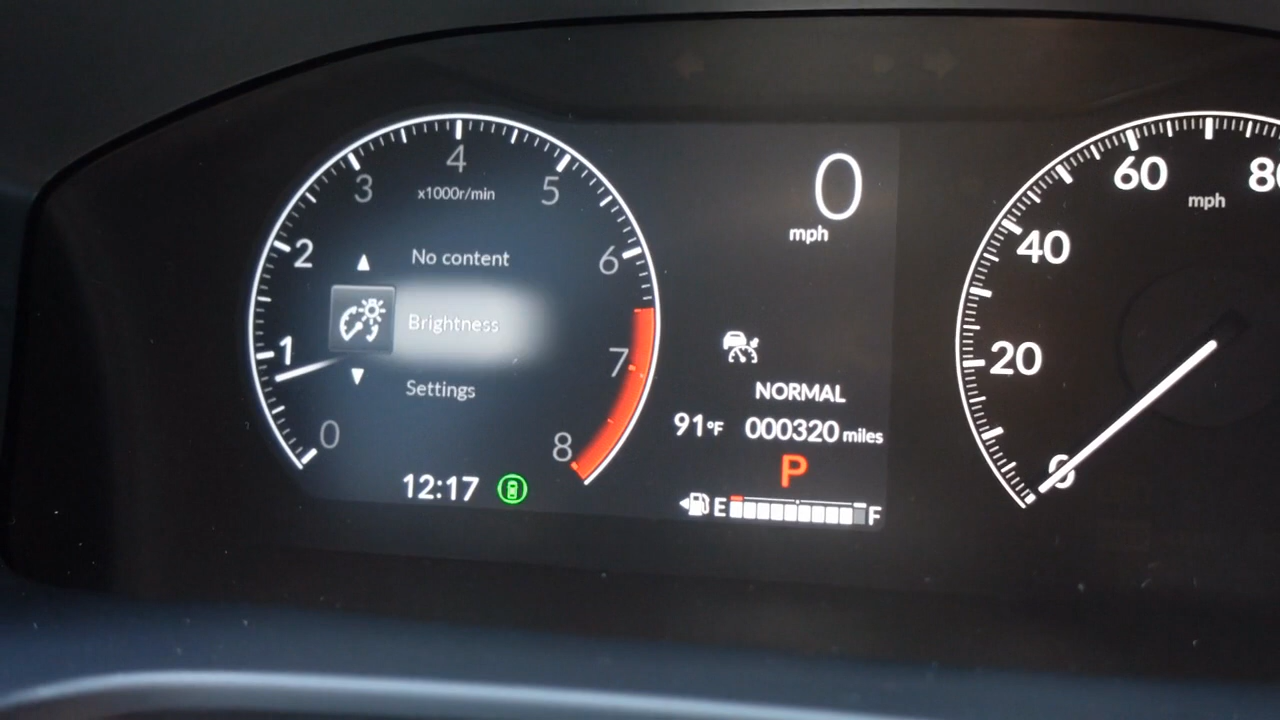 4
3
5
x1000r/min
2
6
No content
Brightness
1
7
Settings
0
8
12:17
0
mph
NORMAL
91°F 000320 miles
P
E F
60
80
mph
40
20
0